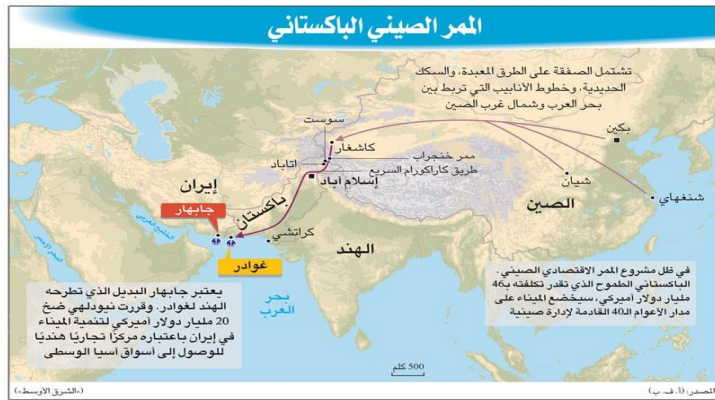 الممر الصيني الباكستاني
تشتمل الصفقة على الطرق المعبدة، والسكك
الحديدية، وخطوط الأنابيب التي تربط بين
بحر العرب وشمال غرب الصين
سوست
كاشغار
بكين
ممر خنجراب
اتاباد
طريق كاراكورام السريع
إسلام آباد
شيان
شنغهاي
إيران
باكستان
الصين
جابهار
كراتشي
الهند
غوادر
الخليج العربي
البحر الأحمر
بحر
العرب
في ظل مشروع الممر الاقتصادي الصيني .
الباكستاني الطموح الذي تقدر تكلفته بـ46
مليار دولار أميركي، سيخضع الميناء على
مدار الأعوام الـ40 القادمة لإدارة صينية
يعتبر جابهار البديل الذي تطرحه
الهند لغوادر. وقررت نيودلهي ضخ
20 مليار دولار أميركي لتنمية الميناء
في إيران باعتباره مركزًا تجاريًا هنديًا
للوصول إلى أسواق آسيا الوسطى
500 كلم
المصدر: (أ. ف. ب)
(«الشرق الأوسط»)